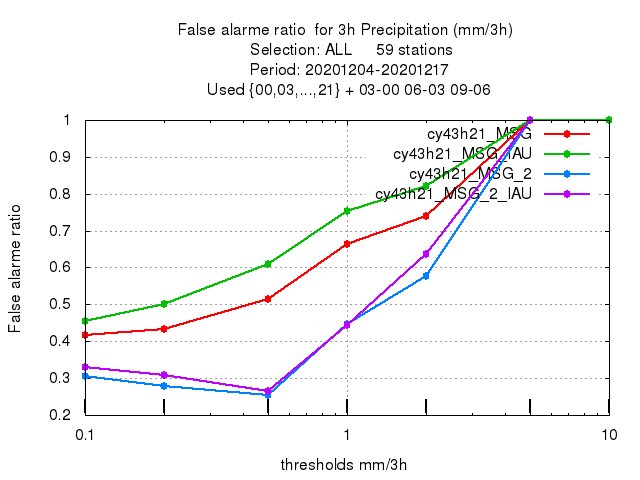 False alarme ratio  for 3h Precipitation (mm/3h)
Selection: ALL     59 stations
Period: 20201204-20201217
Used {00,03,...,21} + 03-00 06-03 09-06
1
0.9
0.8
0.7
0.6
0.5
0.4
0.3
0.2
False alarme ratio
cy43h21_MSG
cy43h21_MSG_IAU
cy43h21_MSG_2
cy43h21_MSG_2_IAU
0.1
1
10
thresholds mm/3h